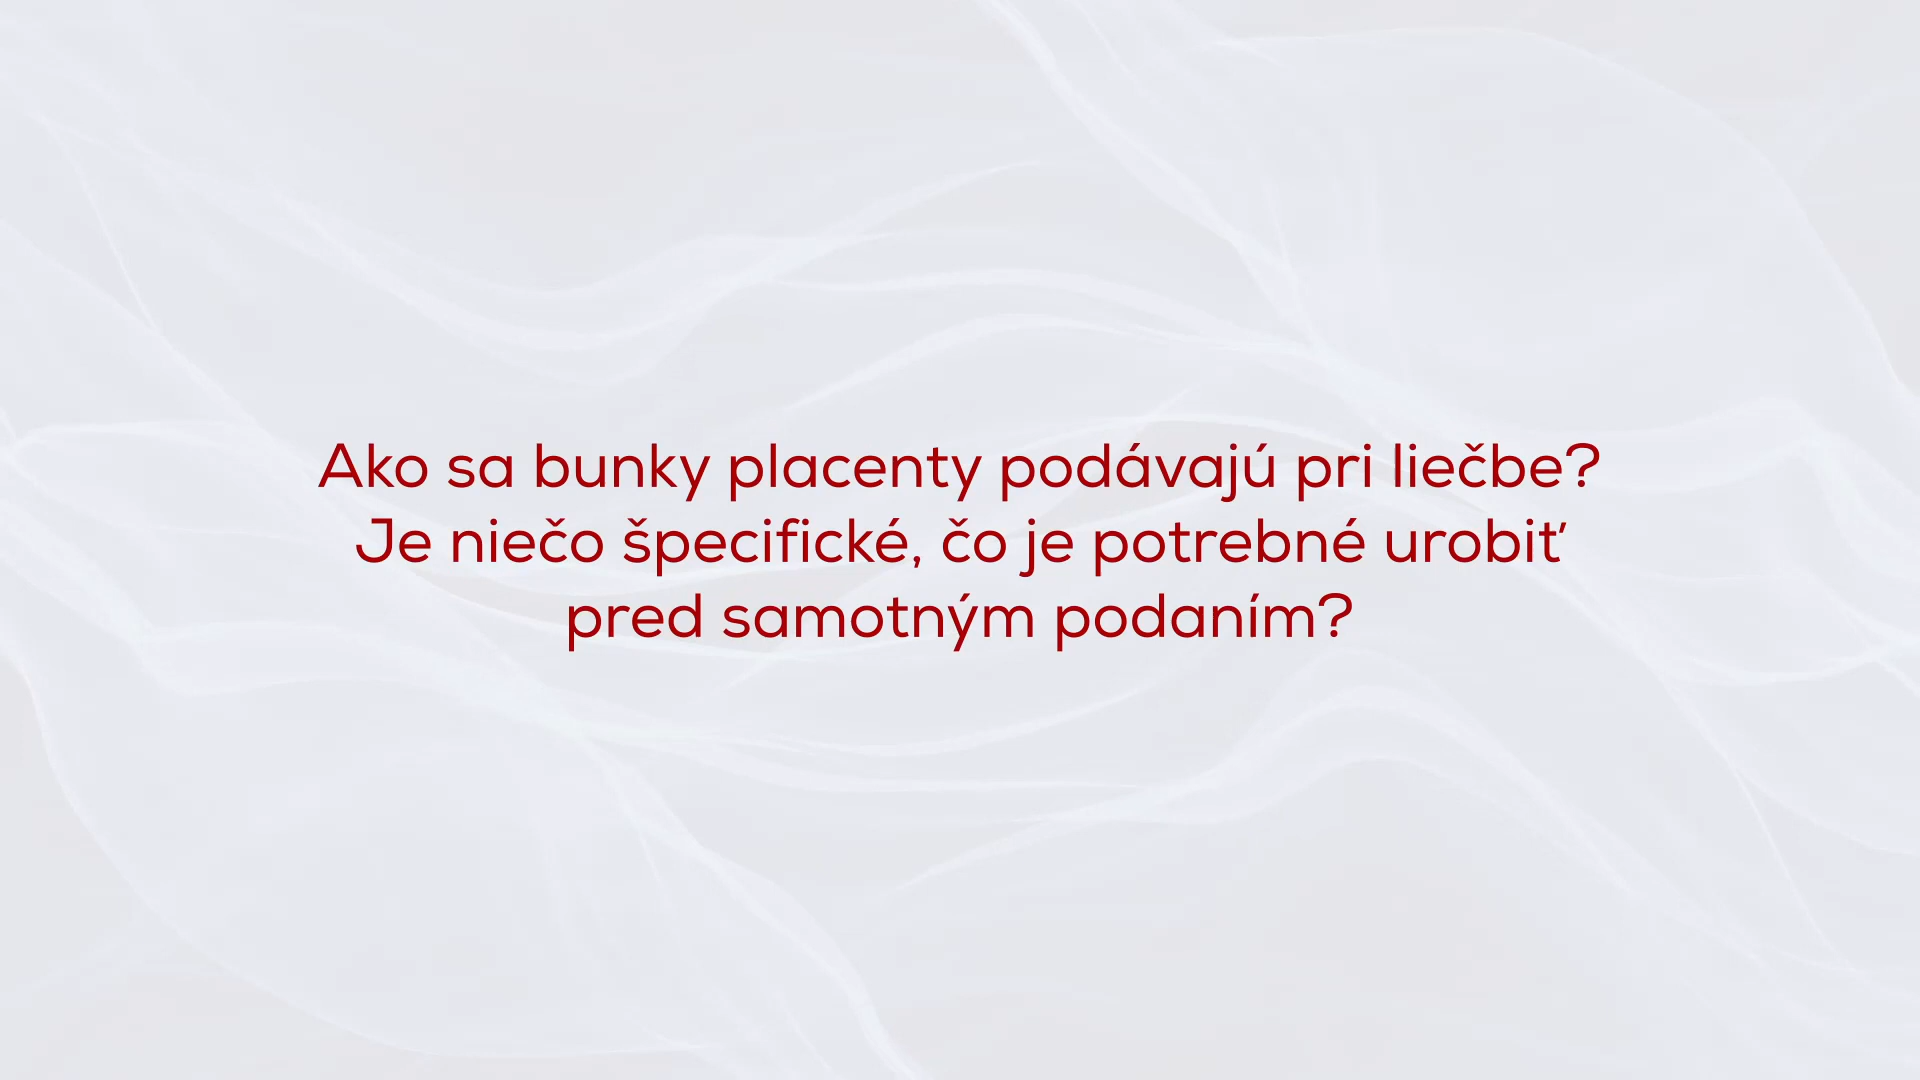 Ako sa bunky placenty podávajú pri liečbe?
Je niečo špecifické, čo je potrebné urobiť
pred samotným podaním?